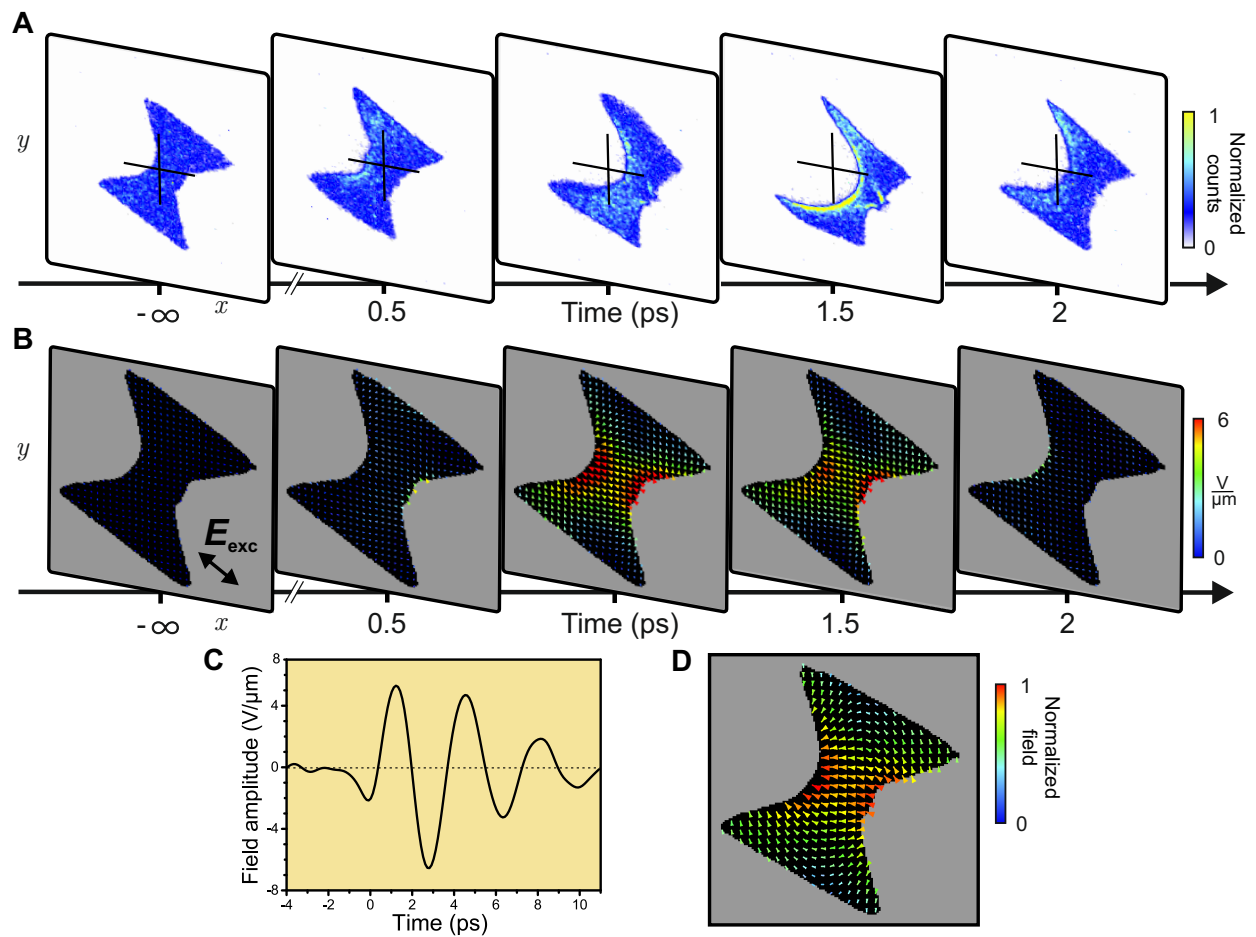 A
y
1
Normalized
counts
0
-∞
x
0.5
Time (ps)
1.5
2
B
y
E exc
6
V
µm
0
-∞
x
0.5
Time (ps)
1.5
2
C
Field amplitude (V/µm)
8
4
0
-4
-8
-4
-2
0
2
4
6
8
10
Time (ps)
D
1
Normalized
field
0